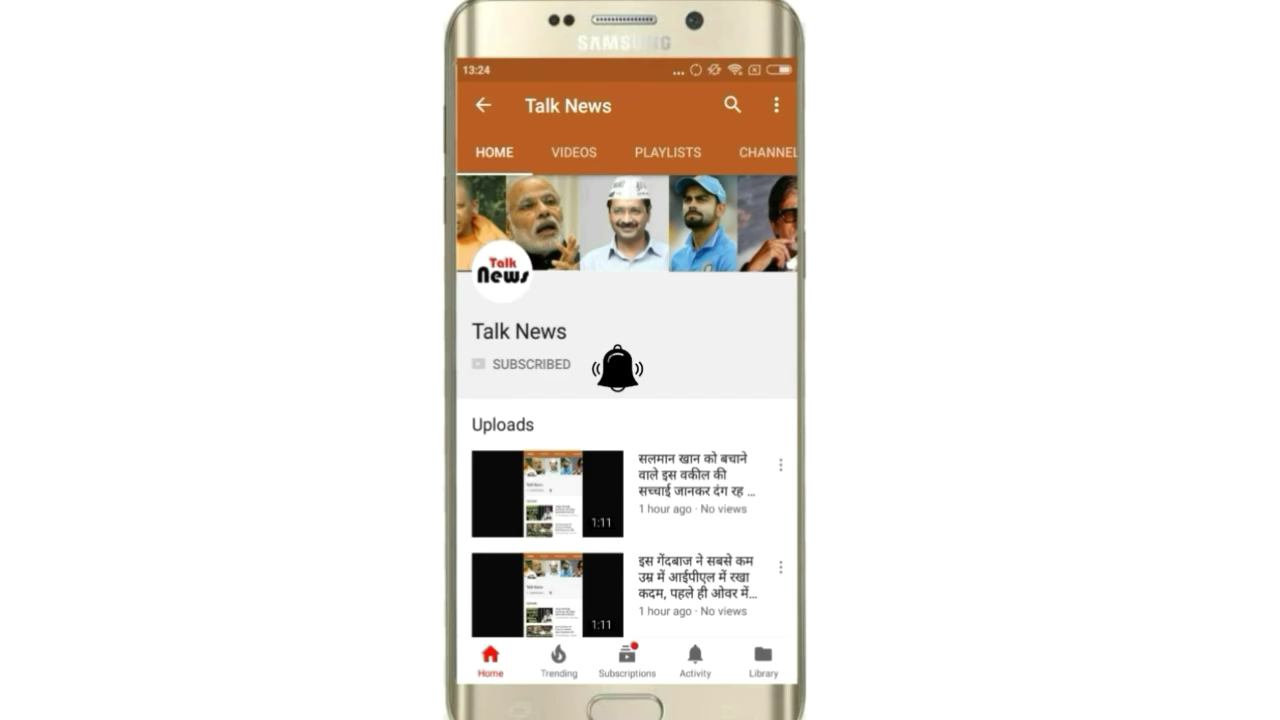 SAMSUNG
13:24
Talk News
HOME VIDEOS PLAYLISTS CHANNEL
Talk
News
Talk News
SUBSCRIBED
Uploads
सलमान खान को बचाने
वाले इस वकील की
सच्चाई जानकर दंग रह ...
1 hour ago · No views
1:11
इस गेंदबाज ने सबसे कम
उम्र में आईपीएल में रखा
कदम, पहले ही ओवर में...
1 hour ago · No views
1:11
Home Trending Subscriptions Activity Library